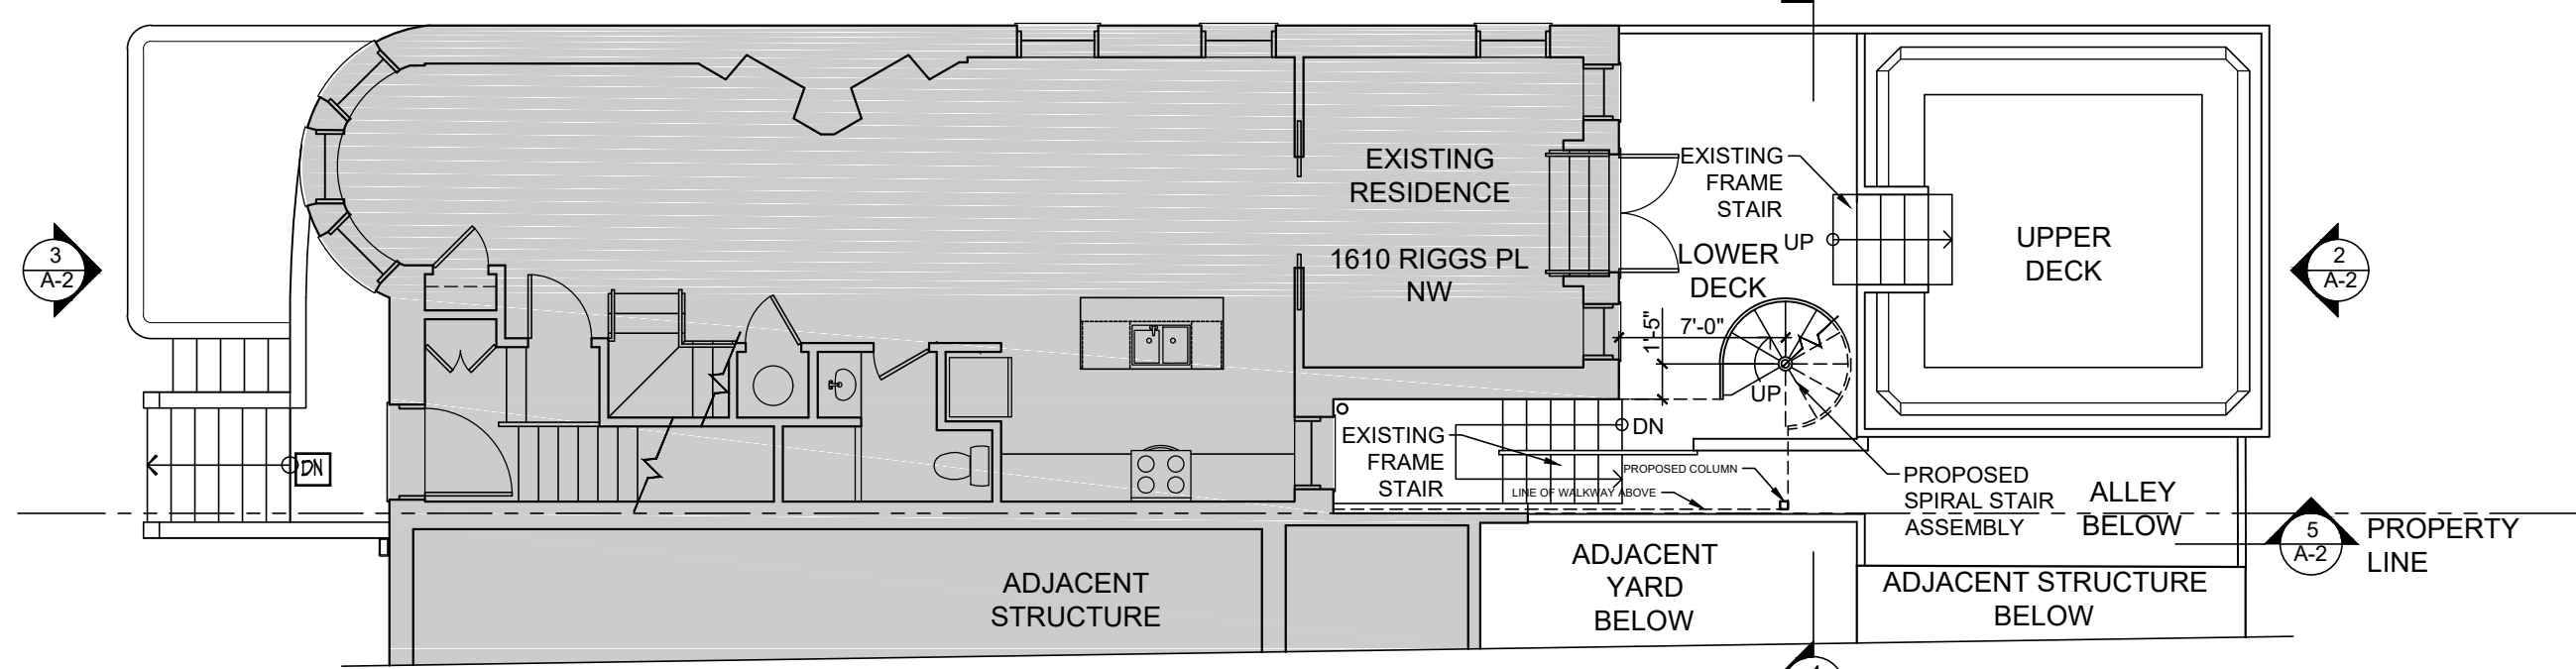 3
A-2
DN
EXISTING
RESIDENCE
1610 RIGGS PL
NW
EXISTING
FRAME
STAIR
UP
LOWER
DECK
UPPER
DECK
2
A-2
1'-5"
7'-0"
UP
DN
EXISTING
FRAME
STAIR
PROPOSED COLUMN
LINE OF WALKWAY ABOVE
PROPOSED
SPIRAL STAIR
ASSEMBLY
ALLEY
BELOW
5
A-2
PROPERTY
LINE
ADJACENT
STRUCTURE
ADJACENT
YARD
BELOW
ADJACENT STRUCTURE
BELOW